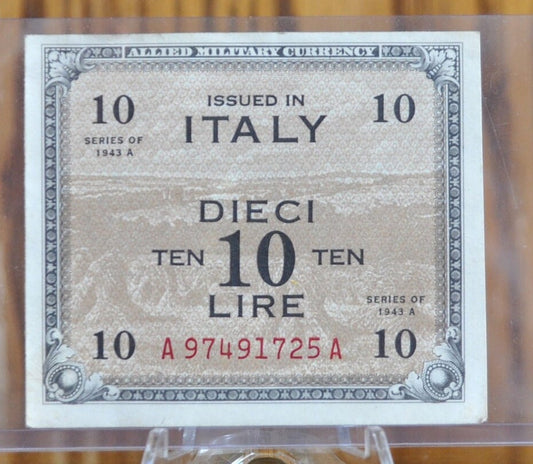 ALLIED MILITARY CURRENCY
10 ISSUED IN 10
SERIES OF
1943 A
ITALY
DIECI
TEN 10 TEN
LIRE
SERIES OF
1943 A
10 A 97491725 A 10